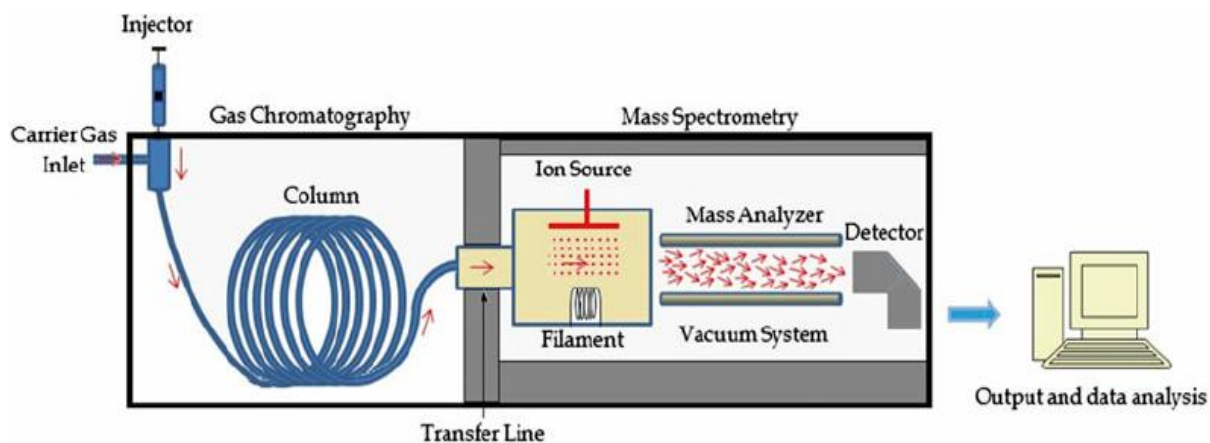 Injector
Gas Chromatography
Mass Spectrometry
Carrier Gas
Inlet
Column
Ion Source
Mass Analyzer
Detector
Filament
Vacuum System
Transfer Line
Output and data analysis